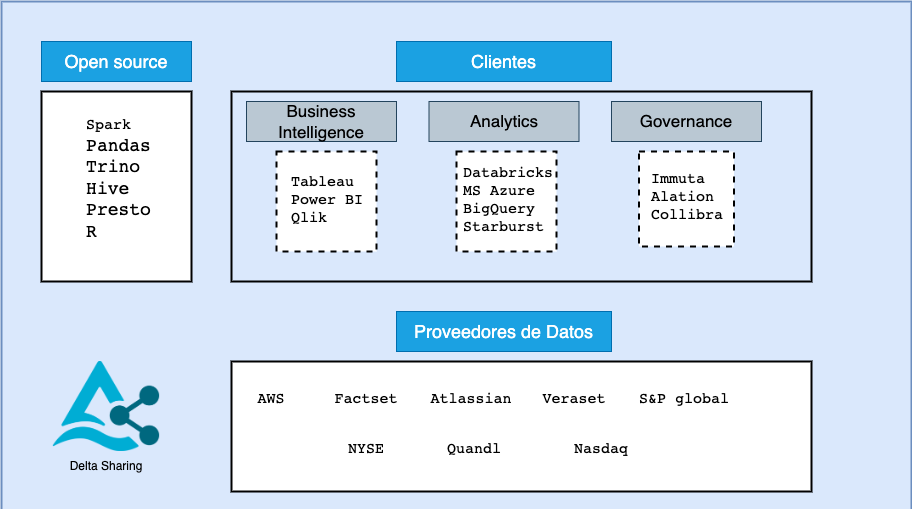 Open source
Spark
Pandas
Trino
Hive
Presto
R
Clientes
Business
Intelligence
Tableau
Power BI
Qlik
Analytics
Databricks
MS Azure
BigQuery
Starburst
Governance
Immuta
Alation
Collibra
Proveedores de Datos
AWS Factset Atlassian Veraset S&P global
NYSE Quandl Nasdaq
Delta Sharing